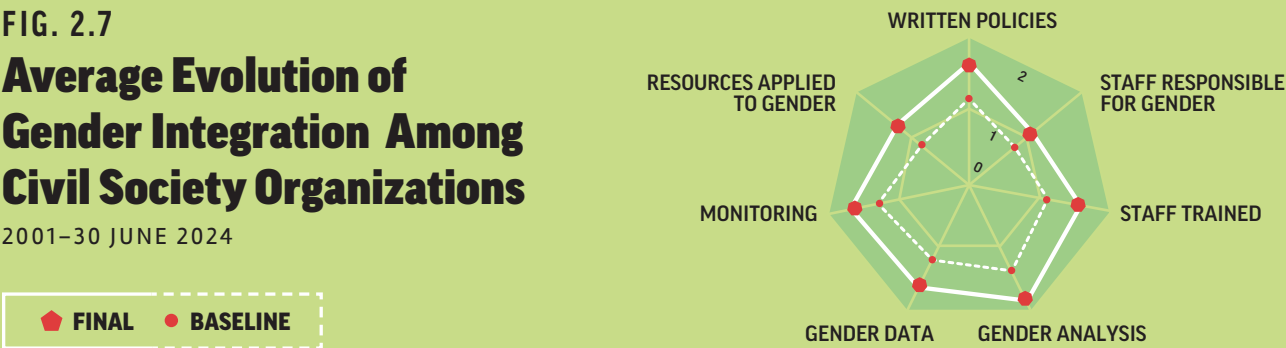 FIG. 2.7
Average Evolution of
Gender Integration Among
Civil Society Organizations
2001–30 JUNE 2024
FINAL
BASELINE
WRITTEN POLICIES
RESOURCES APPLIED
TO GENDER
STAFF RESPONSIBLE
FOR GENDER
2
1
0
MONITORING
STAFF TRAINED
GENDER DATA
GENDER ANALYSIS